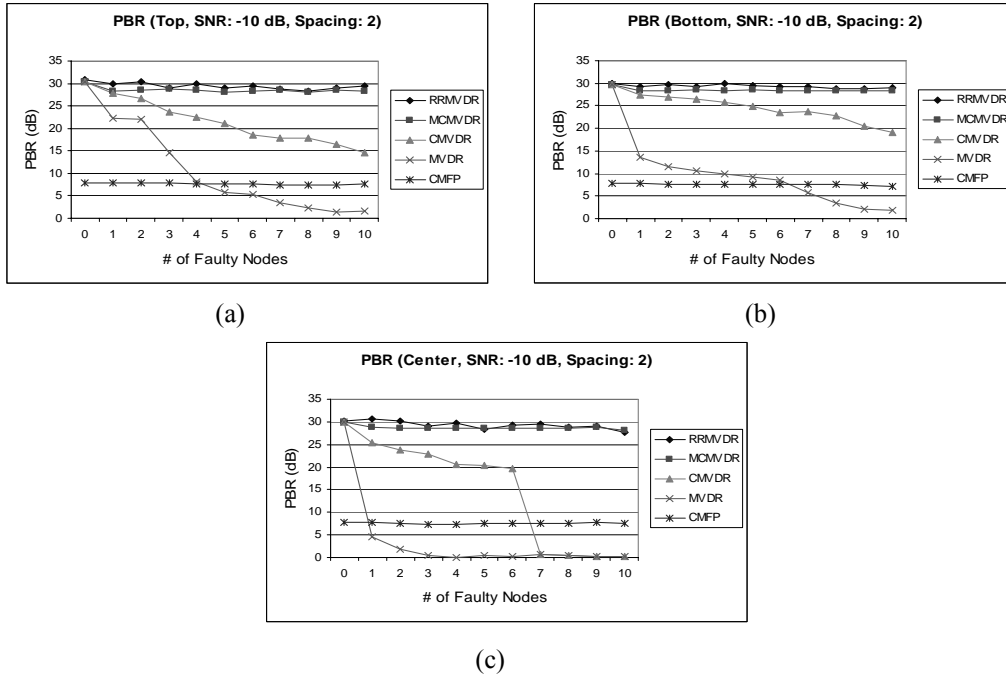 PBR (Top, SNR: -10 dB, Spacing: 2)
PBR (dB)
35
30
25
20
15
10
5
0
0 1 2 3 4 5 6 7 8 9 10
# of Faulty Nodes
RRMVDR
MCMVDR
CMVDR
MVDR
CMFP
(a)
PBR (Bottom, SNR: -10 dB, Spacing: 2)
PBR (dB)
35
30
25
20
15
10
5
0
0 1 2 3 4 5 6 7 8 9 10
# of Faulty Nodes
RRMVDR
MCMVDR
CMVDR
MVDR
CMFP
(b)
PBR (Center, SNR: -10 dB, Spacing: 2)
PBR (dB)
35
30
25
20
15
10
5
0
0 1 2 3 4 5 6 7 8 9 10
# of Faulty Nodes
RRMVDR
MCMVDR
CMVDR
MVDR
CMFP
(c)